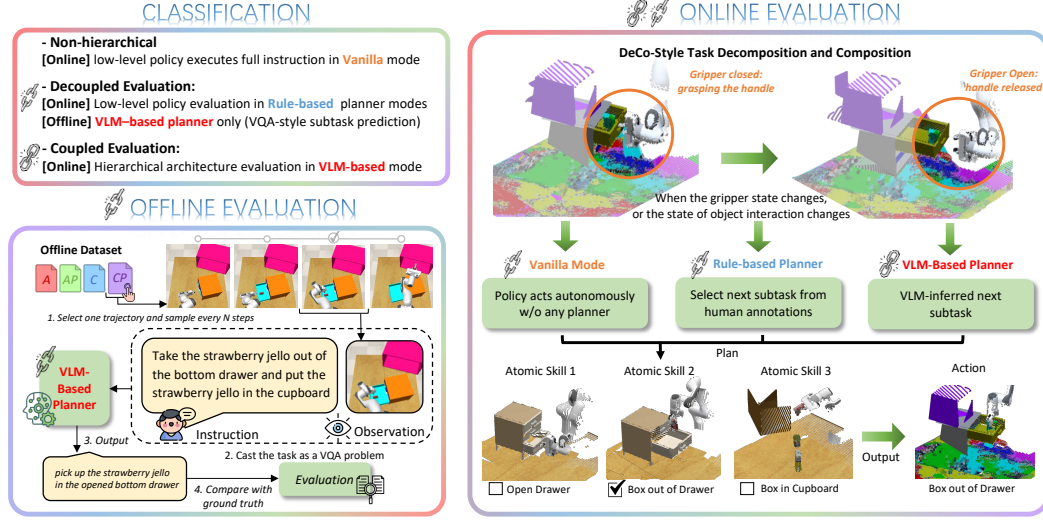 CLASSIFICATION
- Non-hierarchical
[Online] low-level policy executes full instruction in Vanilla mode
- Decoupled Evaluation:
[Online] Low-level policy evaluation in Rule-based planner modes
[Offline] VLM–based planner only (VQA-style subtask prediction)
- Coupled Evaluation:
[Online] Hierarchical architecture evaluation in VLM-based mode
OFFLINE EVALUATION
Offline Dataset
A
AP
C
CP
1. Select one trajectory and sample every N steps
VLM-
Based
Planner
Take the strawberry jello out of
the bottom drawer and put the
strawberry jello in the cupboard
Instruction
Observation
3. Output
2. Cast the task as a VQA problem
pick up the strawberry jello
in the opened bottom drawer
4. Compare with
ground truth
Evaluation
ONLINE EVALUATION
DeCo-Style Task Decomposition and Composition
Gripper closed:
grasping the handle
Gripper Open:
handle released
When the gripper state changes,
or the state of object interaction changes
Vanilla Mode
Rule-based Planner
VLM-Based Planner
Policy acts autonomously
w/o any planner
Select next subtask from
human annotations
VLM-inferred next
subtask
Plan
Atomic Skill 1
Atomic Skill 2
Atomic Skill 3
Action
Output
Open Drawer
Box out of Drawer
Box in Cupboard
Box out of Drawer